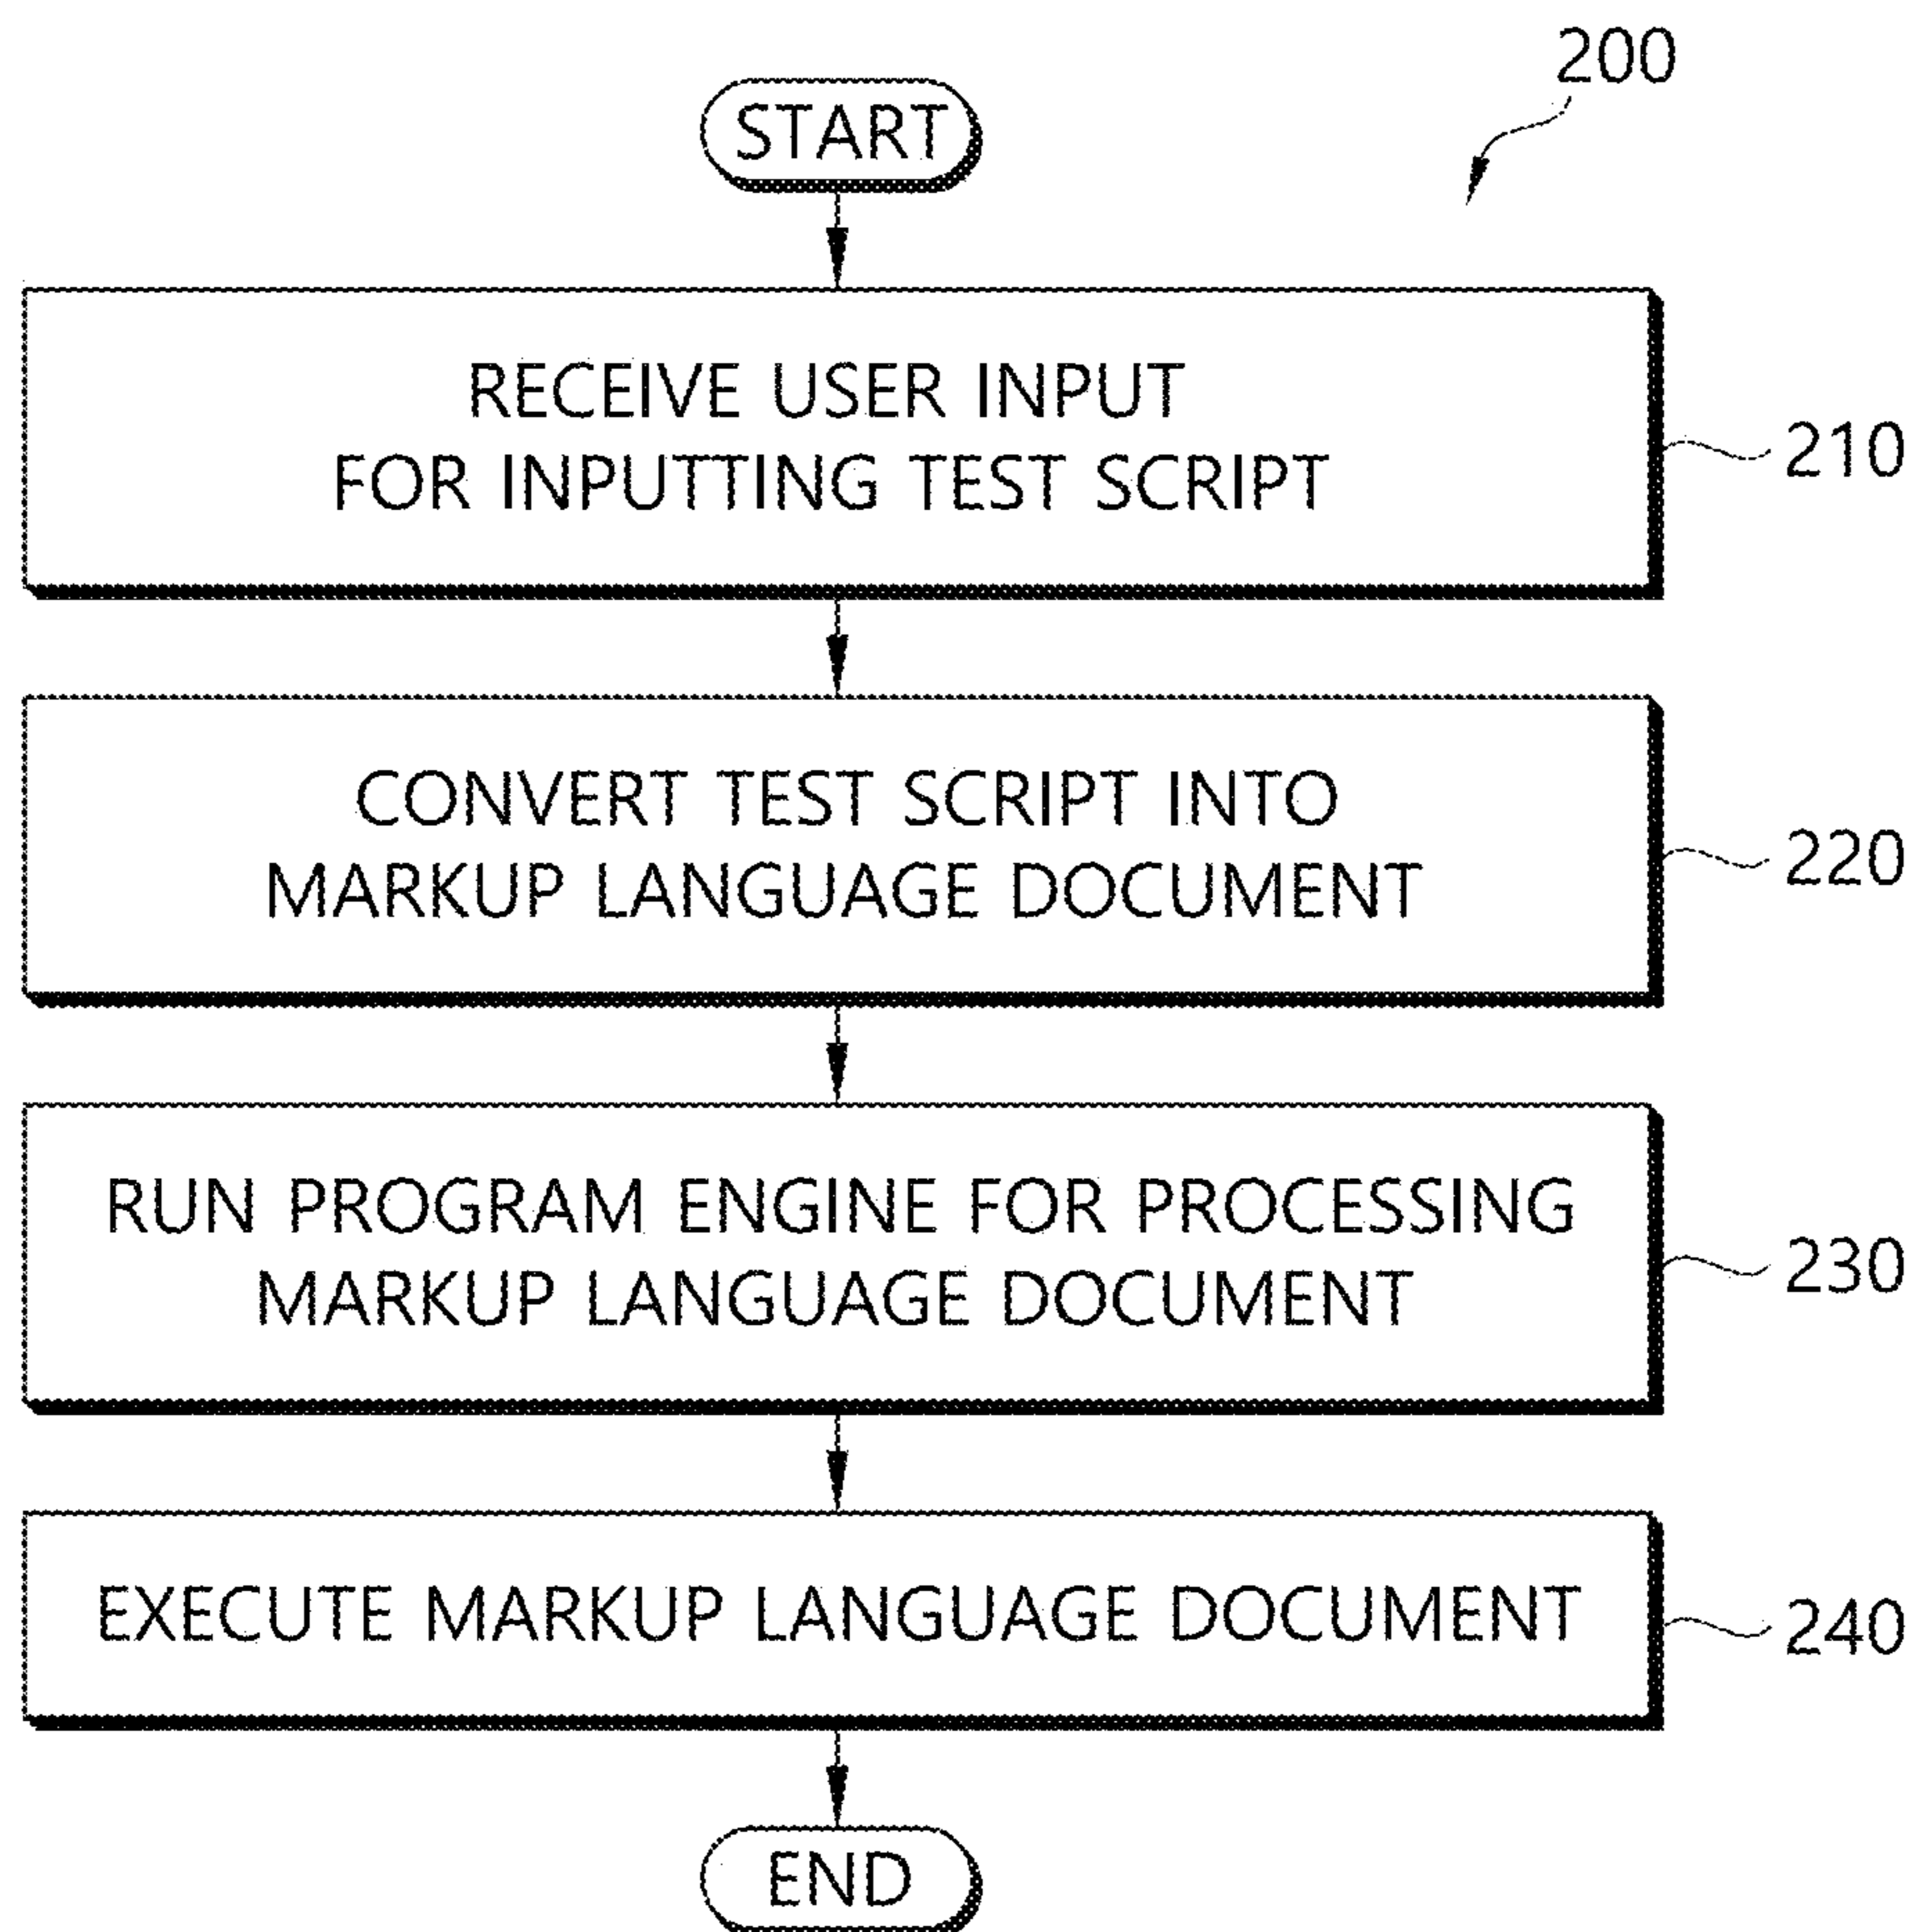 200
START
RECEIVE USER INPUT
FOR INPUTTING TEST SCRIPT
210
CONVERT TEST SCRIPT INTO
MARKUP LANGUAGE DOCUMENT
220
RUN PROGRAM ENGINE FOR PROCESSING
MARKUP LANGUAGE DOCUMENT
230
EXECUTE MARKUP LANGUAGE DOCUMENT
240
END